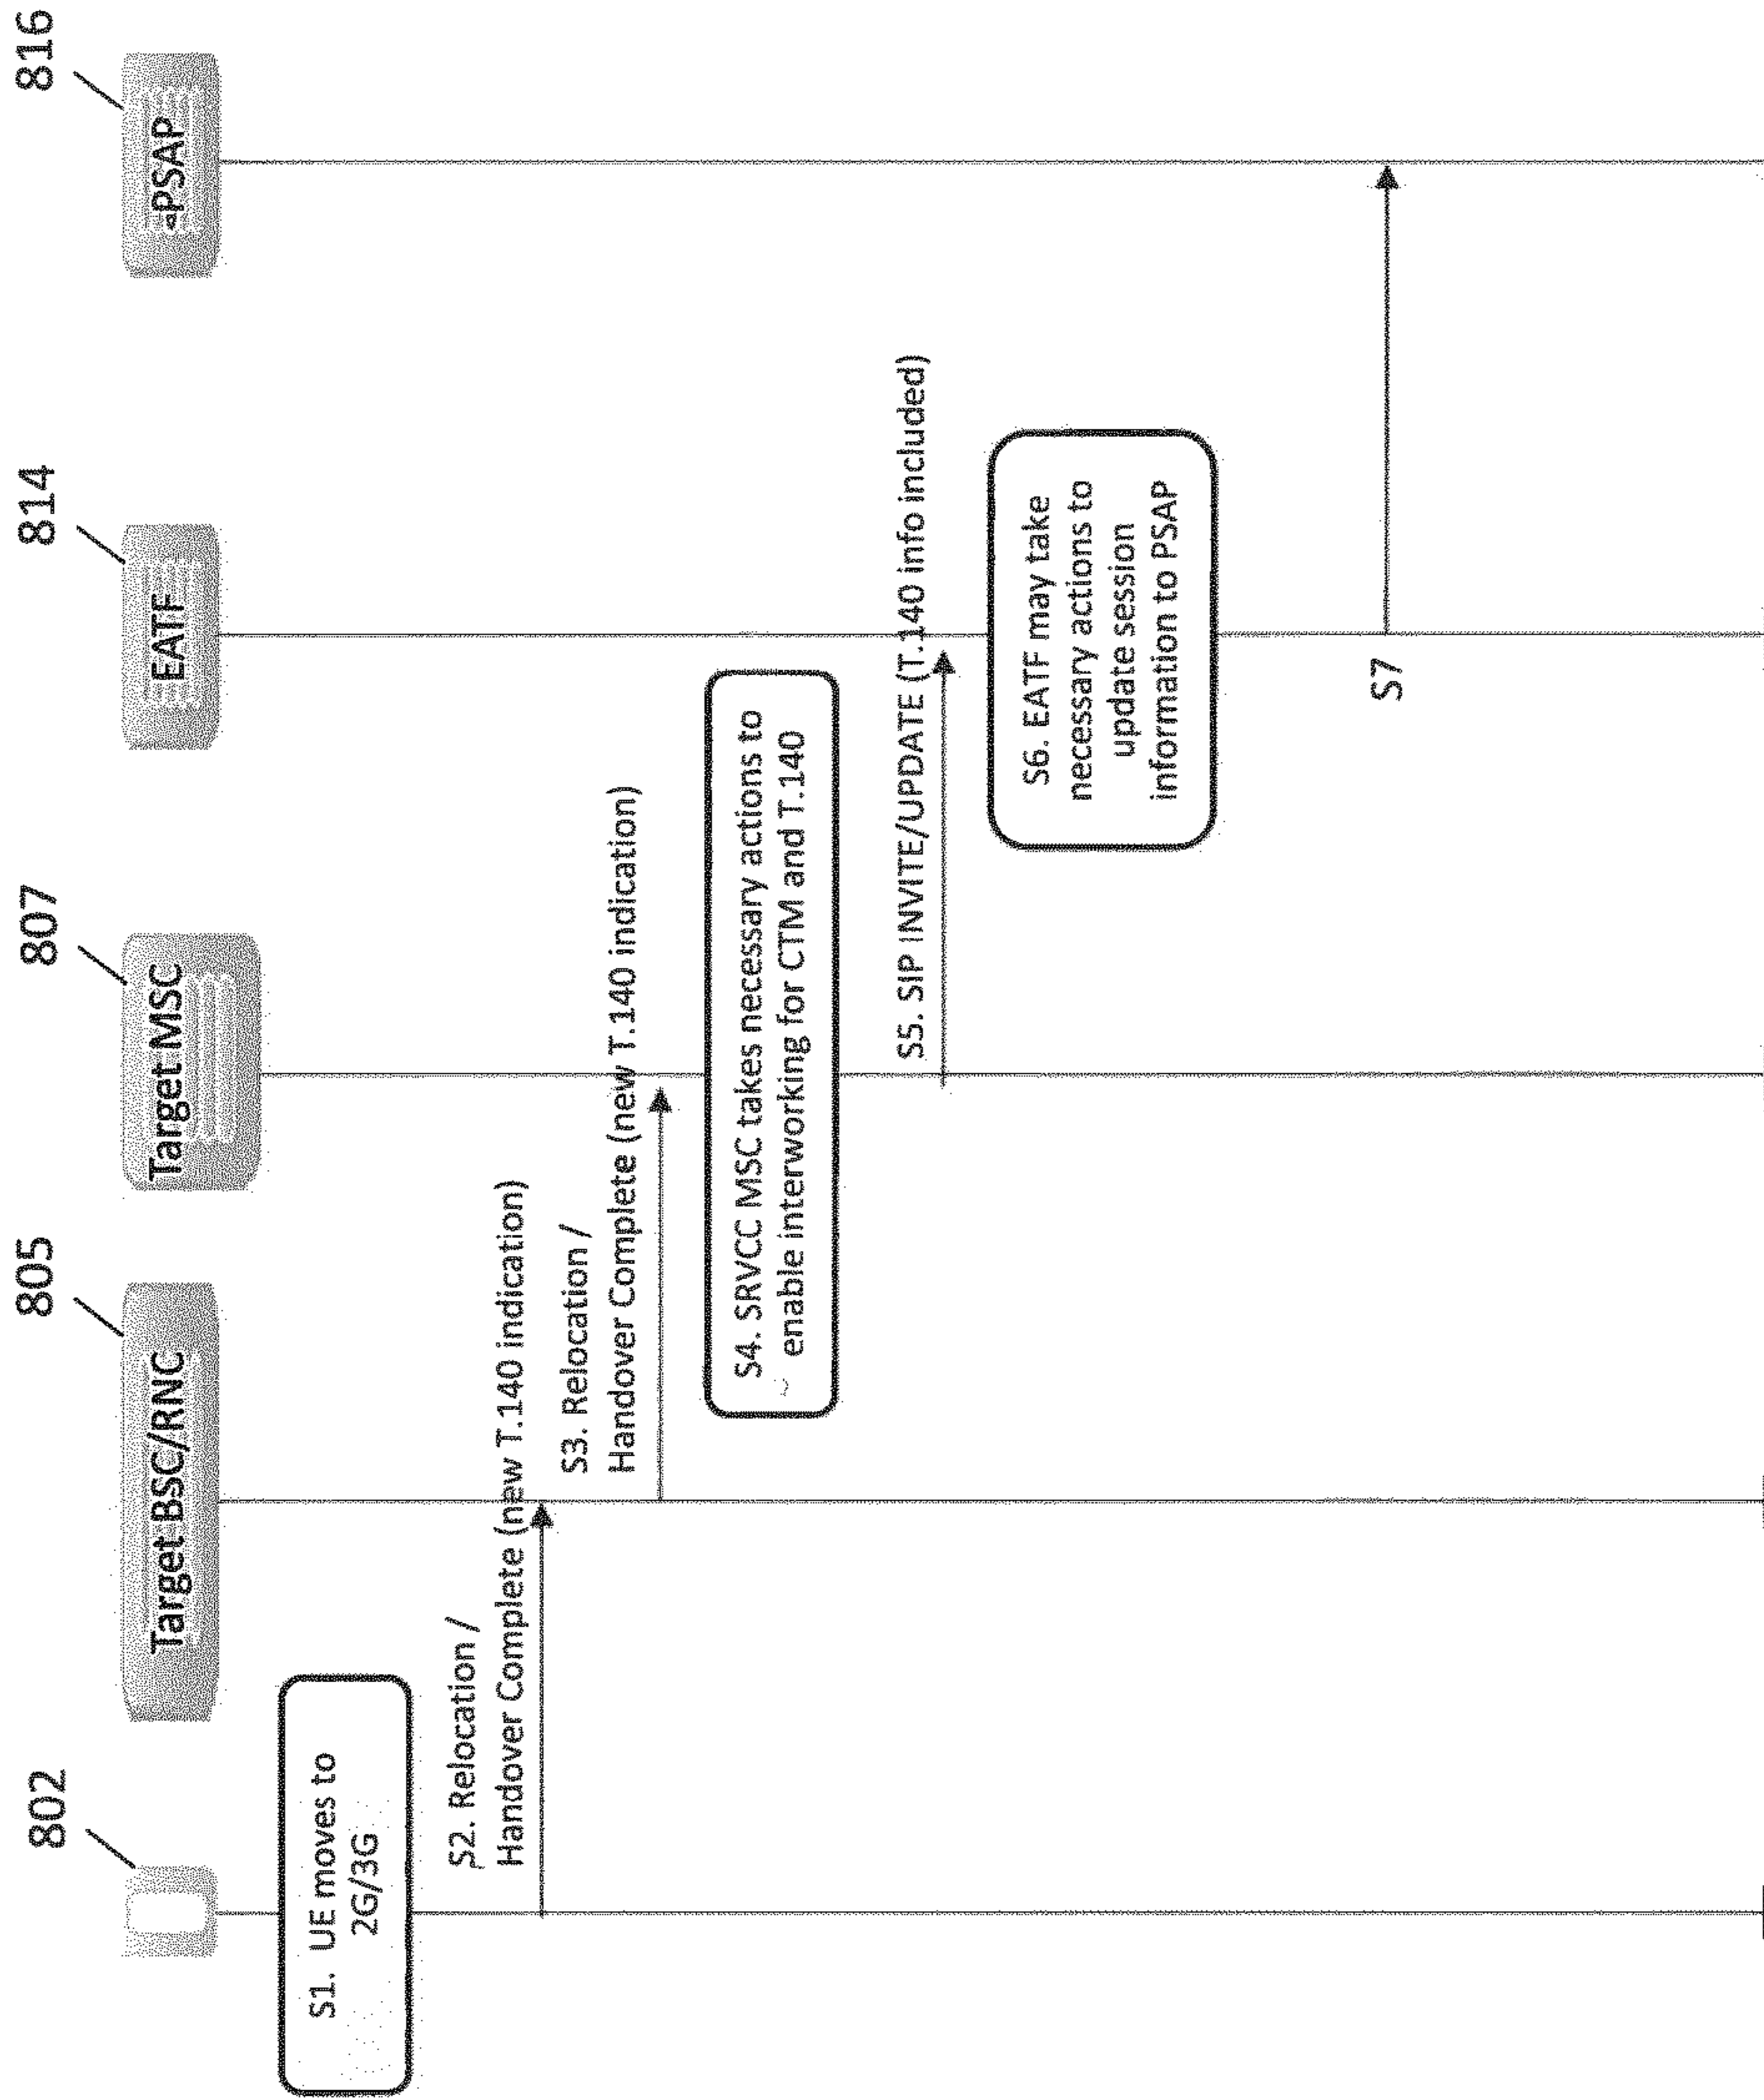 802
805
807
814
816
Target BSC/RNC
Target MSC
EATF
PSAP
S1. UE moves to
2G/3G
S2. Relocation /
Handover Complete (new T.140 indication)
S3. Relocation /
Handover Complete (new T.140 indication)
S4. SRVCC MSC takes necessary actions to
enable interworking for CTM and T.140
S5. SIP INVITE/UPDATE (T.140 info included)
S6. EATF may take
necessary actions to
update session
information to PSAP
S7